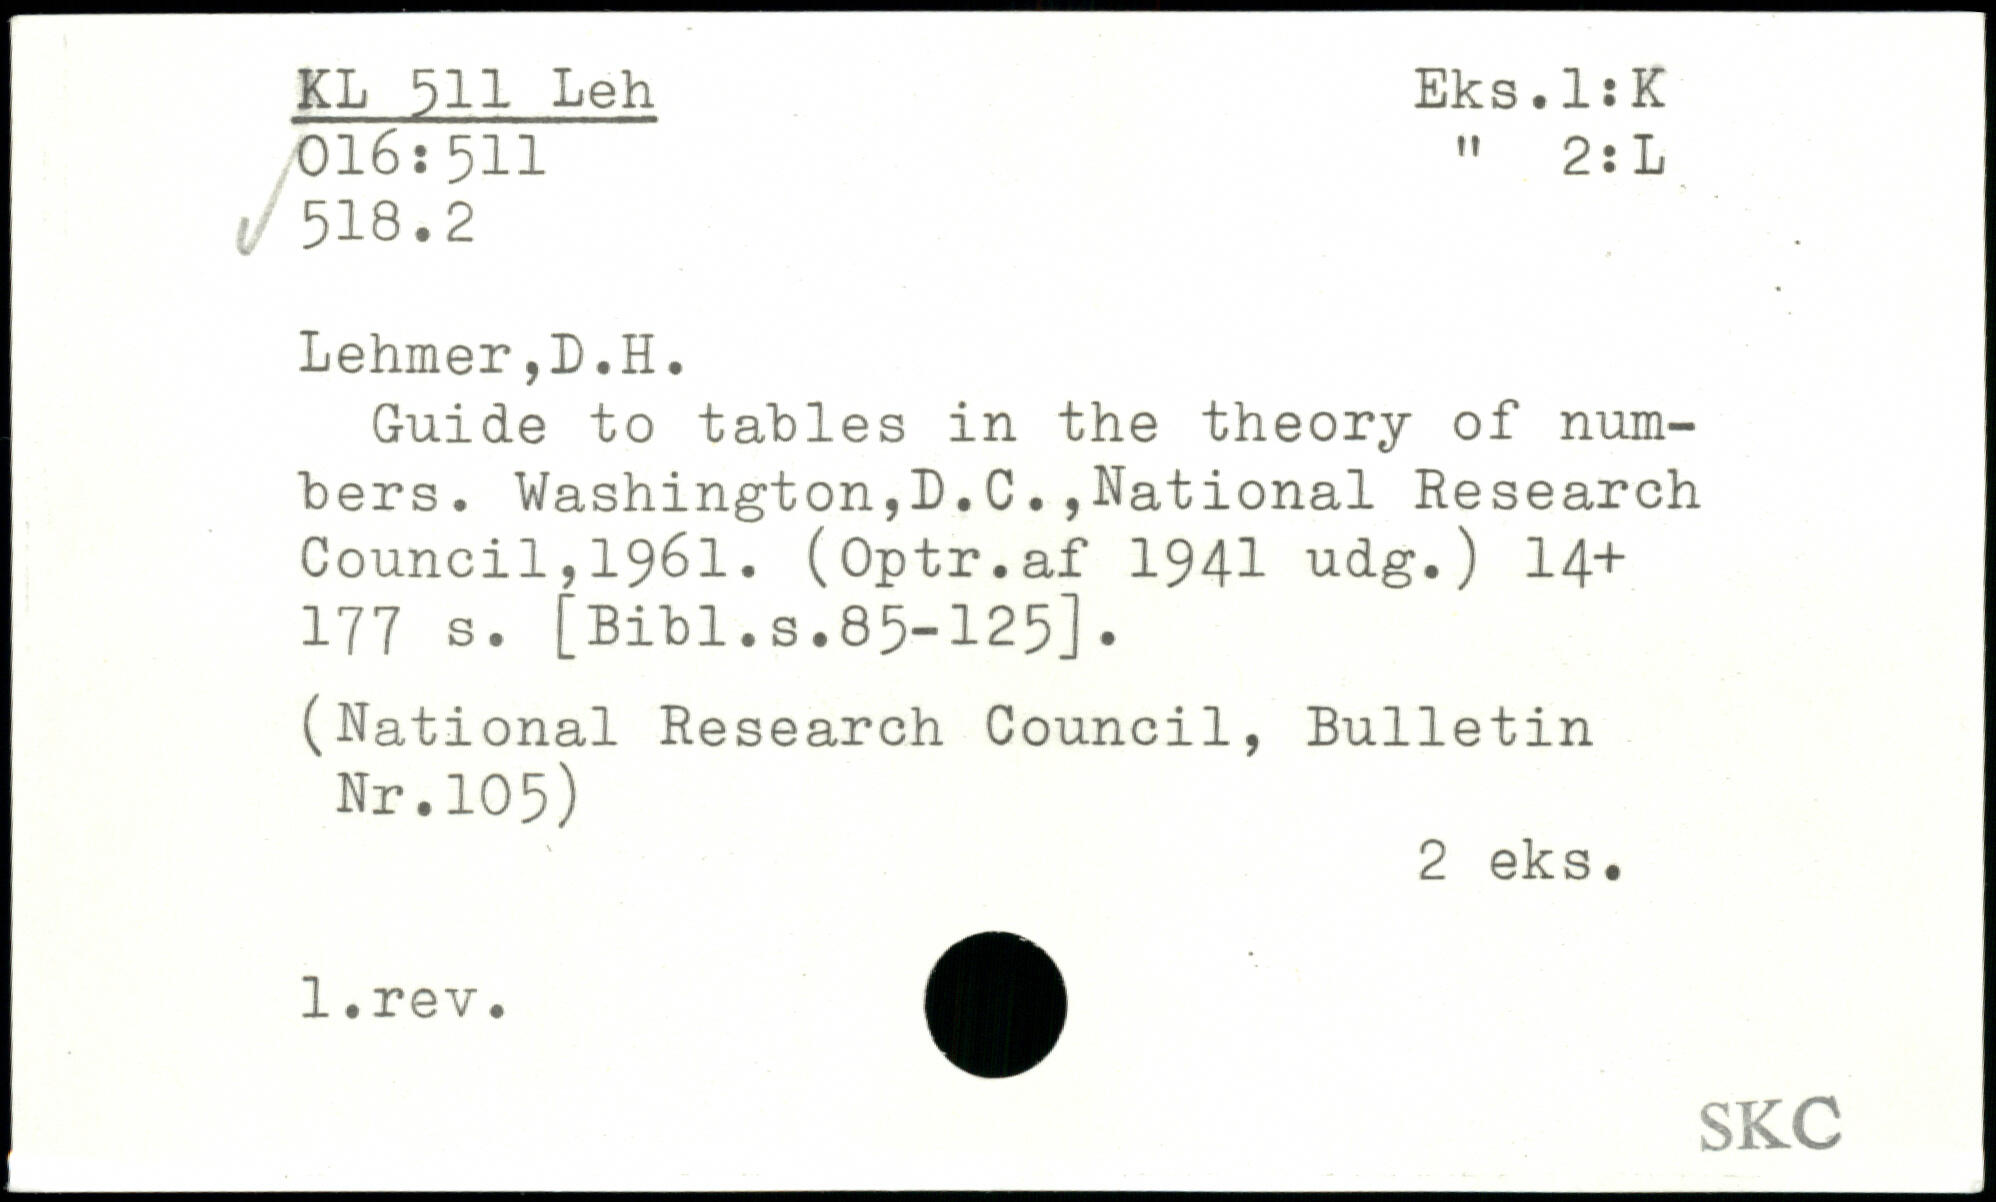 KL 511 Leh
Eks.1:K
016:511
" 2:L
518.2
Lehmer,D.H.
Guide to tables in the theory of num-
bers. Washington,D.C.,National Research
Council,1961. (Optr.af 1941 udg.) 14+
177 s. [Bibl.s.85-125].
(National Research Council, Bulletin
Nr.105)
2 eks.
1.rev.
SKC